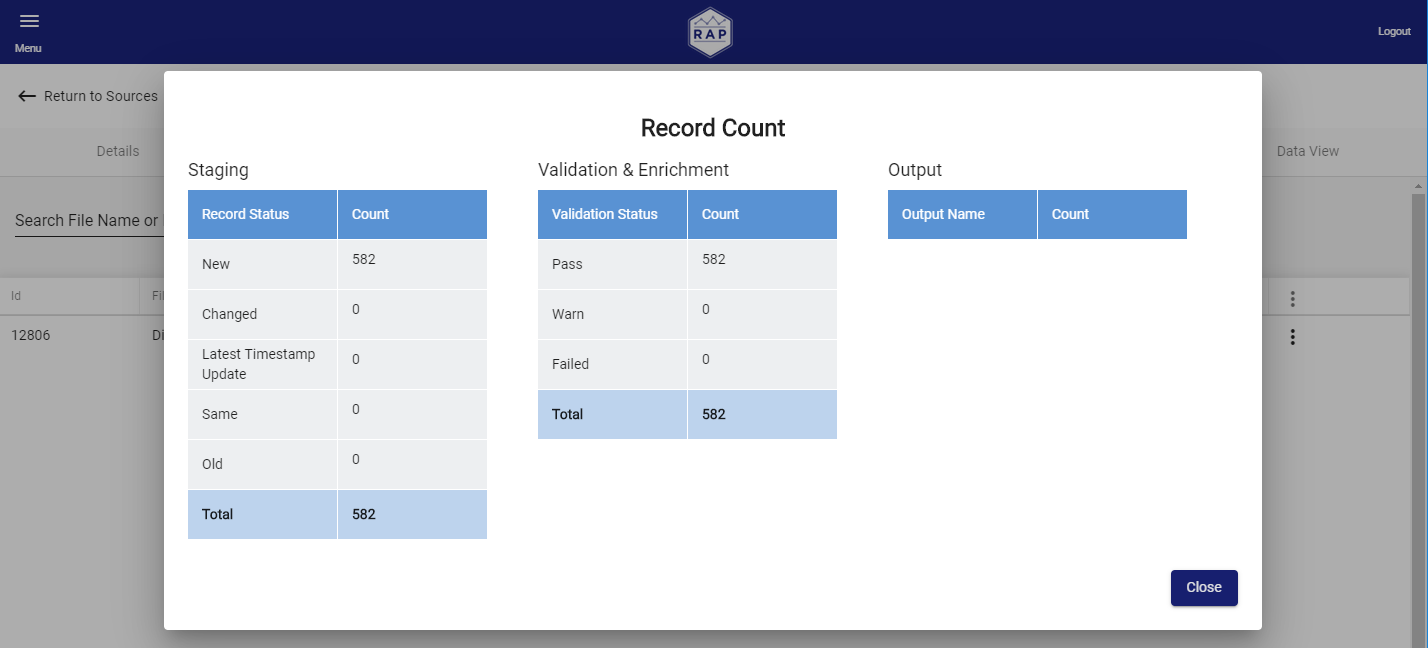 Menu
RAP
Logout
Return to Sources
Details
Data View
Search File Name or
Id
12806
Record Count
Staging
Record Status Count
New 582
Changed 0
Latest Timestamp
Update 0
Same 0
Old 0
Total 582
Validation & Enrichment
Validation Status Count
Pass 582
Warn 0
Failed 0
Total 582
Output
Output Name Count
Close